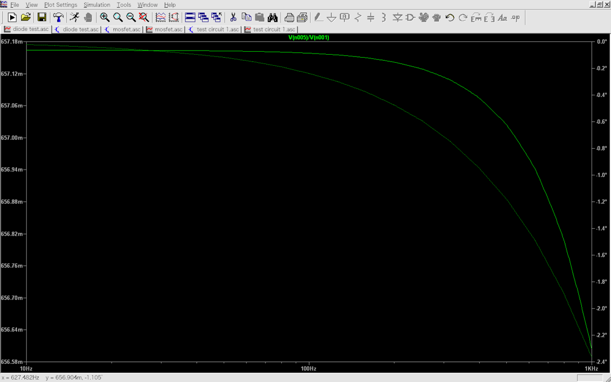 File View Plot Settings Simulation Tools Window Help
diode test.asc diode test.asc mosfet.asc mosfet.asc test circuit 1.asc test circuit 1.asc
V(n005)/V(n001)
657.18m 0.0°
657.12m -0.2°
-0.4°
657.06m
-0.6°
657.00m -0.8°
656.94m -1.0°
656.88m -1.2°
656.82m -1.4°
-1.6°
656.76m
-1.8°
656.70m -2.0°
656.64m -2.2°
656.58m -2.4°
10Hz 100Hz 1KHz
x = 627.482Hz y = 656.904m, -1.105°